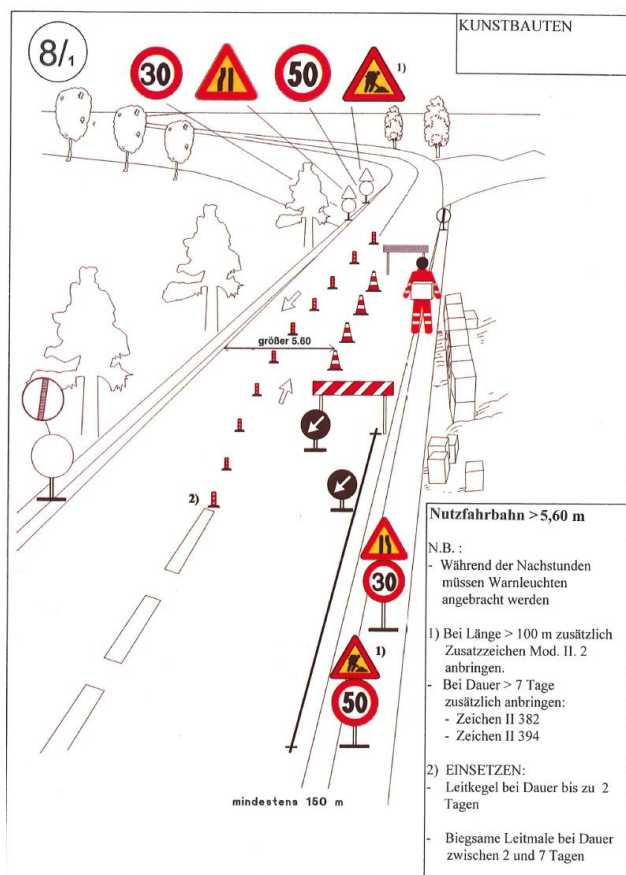 8/1
KUNSTBAUTEN
30
50
1)
größer 5.60
2)
30
1)
50
mindestens 150 m
Nutzfahrbahn >5,60 m
N.B. :
- Während der Nachstunden
müssen Warnleuchten
angebracht werden
1) Bei Länge > 100 m zusätzlich
Zusatzzeichen Mod. II. 2
anbringen.
- Bei Dauer > 7 Tage
zusätzlich anbringen:
- Zeichen II 382
- Zeichen II 394
2) EINSETZEN:
- Leitkegel bei Dauer bis zu 2
Tagen
- Biegsame Leitmale bei Dauer
zwischen 2 und 7 Tagen